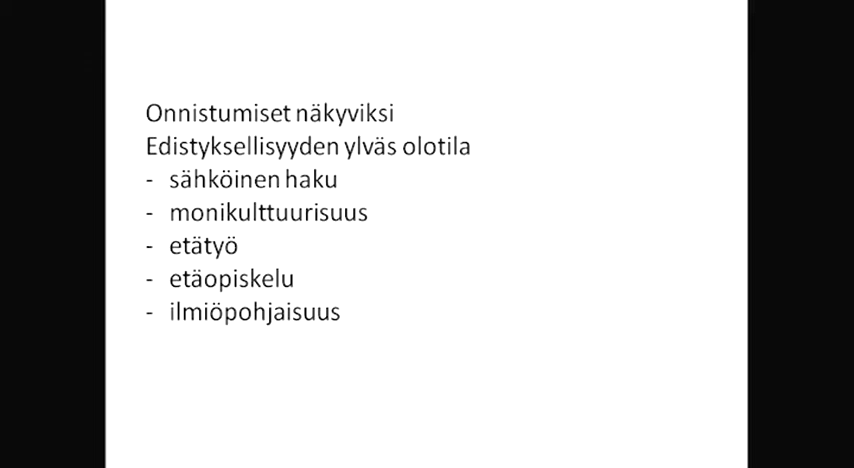 Onnistumiset näkyviksi
Edistyksellisyyden ylväs olotila
- sähköinen haku
- monikulttuurisuus
- etätyö
- etäopiskelu
- ilmiöpohjaisuus